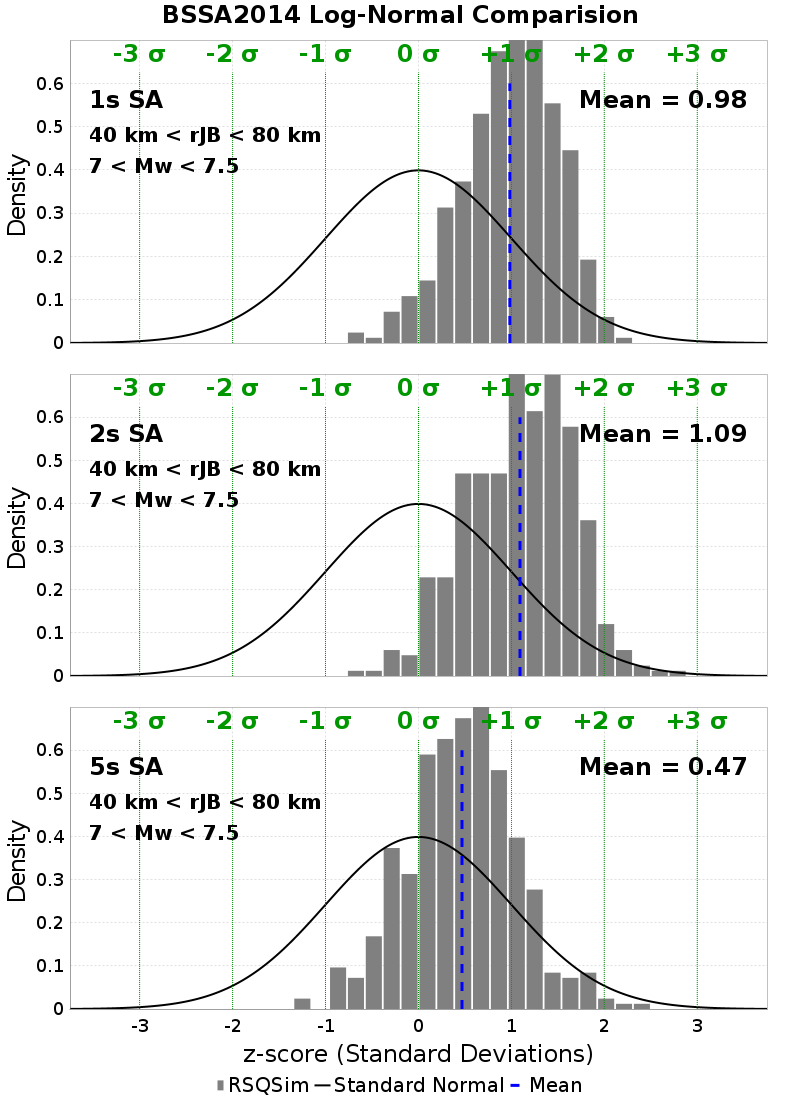 BSSA2014 Log-Normal Comparision
-3 σ -2 σ -1 σ 0 σ +1 σ +2 σ +3 σ
1s SA
Mean = 0.98
40 km < rJB < 80 km
7 < Mw < 7.5
Density
0.6
0.5
0.4
0.3
0.2
0.1
0
-3 σ -2 σ -1 σ 0 σ +1 σ +2 σ +3 σ
2s SA
Mean = 1.09
40 km < rJB < 80 km
7 < Mw < 7.5
Density
0.6
0.5
0.4
0.3
0.2
0.1
0
-3 σ -2 σ -1 σ 0 σ +1 σ +2 σ +3 σ
5s SA
Mean = 0.47
40 km < rJB < 80 km
7 < Mw < 7.5
Density
0.6
0.5
0.4
0.3
0.2
0.1
0
-3 -2 -1 0 1 2 3
z-score (Standard Deviations)
RSQSim Standard Normal Mean